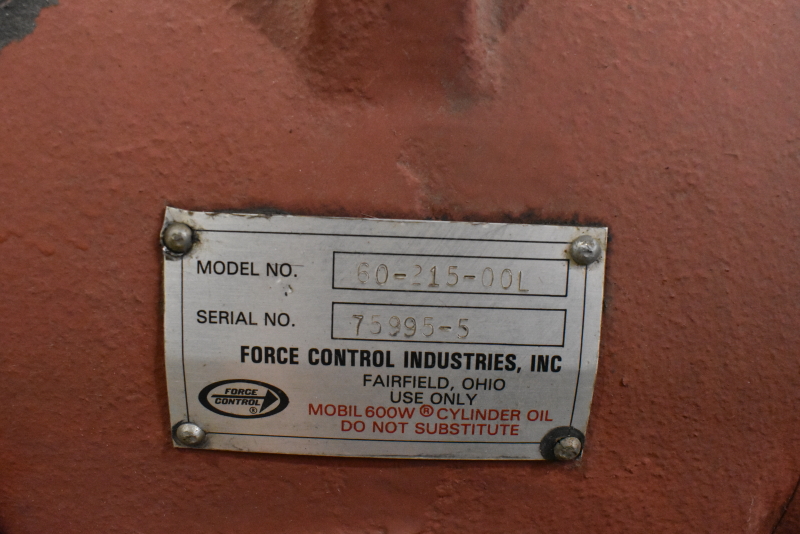 MODEL NO. 60-215-00L
SERIAL NO. 75995-5
FORCE CONTROL INDUSTRIES, INC
FAIRFIELD, OHIO
USE ONLY
MOBIL 600W ® CYLINDER OIL
DO NOT SUBSTITUTE
FORCE
CONTROL
®